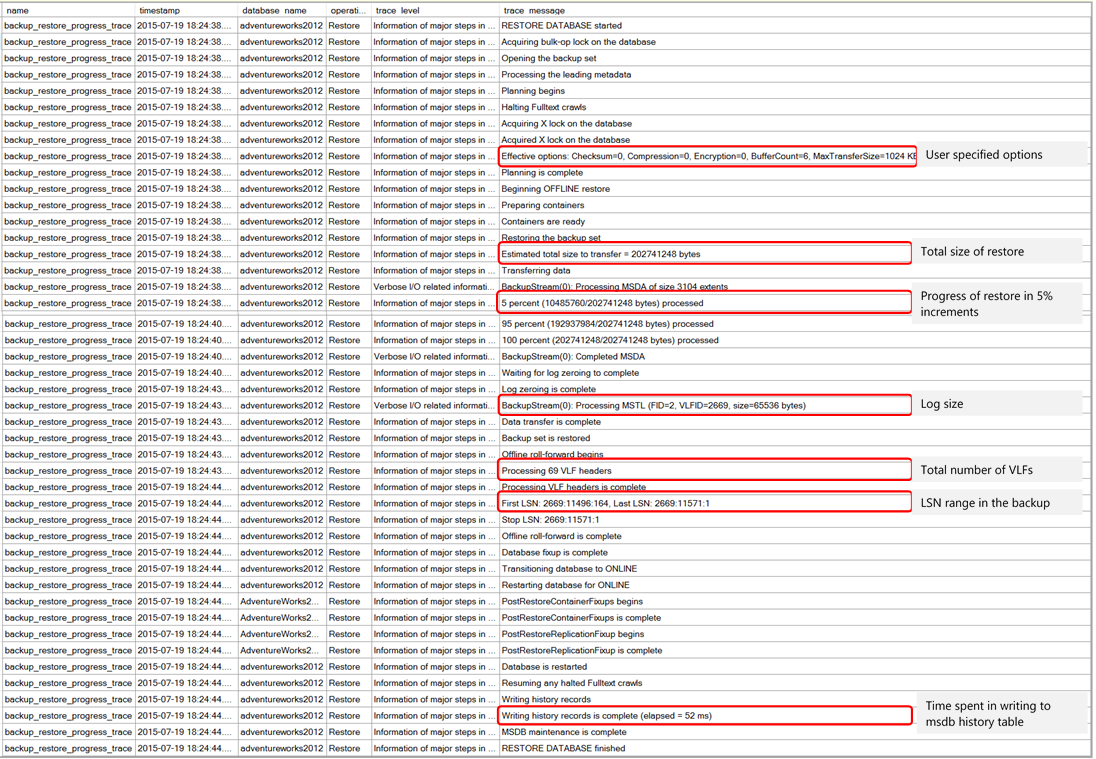 name timestamp database_name operati... trace_level trace_message
backup_restore_progress_trace 2015-07-19 18:24:38.... adventureworks2012 Restore Information of major steps in ... RESTORE DATABASE started
backup_restore_progress_trace 2015-07-19 18:24:38.... adventureworks2012 Restore Information of major steps in ... Acquiring bulk-op lock on the database
backup_restore_progress_trace 2015-07-19 18:24:38.... adventureworks2012 Restore Information of major steps in ... Opening the backup set
backup_restore_progress_trace 2015-07-19 18:24:38.... adventureworks2012 Restore Information of major steps in ... Processing the leading metadata
backup_restore_progress_trace 2015-07-19 18:24:38.... adventureworks2012 Restore Information of major steps in ... Planning begins
backup_restore_progress_trace 2015-07-19 18:24:38.... adventureworks2012 Restore Information of major steps in ... Halting Fulltext crawls
backup_restore_progress_trace 2015-07-19 18:24:38.... adventureworks2012 Restore Information of major steps in ... Acquiring X lock on the database
backup_restore_progress_trace 2015-07-19 18:24:38.... adventureworks2012 Restore Information of major steps in ... Acquired X lock on the database
backup_restore_progress_trace 2015-07-19 18:24:38.... adventureworks2012 Restore Information of major steps in ... Effective options: Checksum=0, Compression=0, Encryption=0, BufferCount=6, MaxTransferSize=1024 KB User specified options
backup_restore_progress_trace 2015-07-19 18:24:38.... adventureworks2012 Restore Information of major steps in ... Planning is complete
backup_restore_progress_trace 2015-07-19 18:24:38.... adventureworks2012 Restore Information of major steps in ... Beginning OFFLINE restore
backup_restore_progress_trace 2015-07-19 18:24:38.... adventureworks2012 Restore Information of major steps in ... Preparing containers
backup_restore_progress_trace 2015-07-19 18:24:38.... adventureworks2012 Restore Information of major steps in ... Containers are ready
backup_restore_progress_trace 2015-07-19 18:24:38.... adventureworks2012 Restore Information of major steps in ... Restoring the backup set
backup_restore_progress_trace 2015-07-19 18:24:38.... adventureworks2012 Restore Information of major steps in ... Estimated total size to transfer = 202741248 bytes Total size of restore
backup_restore_progress_trace 2015-07-19 18:24:38.... adventureworks2012 Restore Information of major steps in ... Transferring data
backup_restore_progress_trace 2015-07-19 18:24:38.... adventureworks2012 Restore Verbose I/O related informati... BackupStream(0): Processing MSDA of size 3104 extents
backup_restore_progress_trace 2015-07-19 18:24:38.... adventureworks2012 Restore Information of major steps in ... 5 percent (10485760/202741248 bytes) processed Progress of restore in 5%
increments
backup_restore_progress_trace 2015-07-19 18:24:40.... adventureworks2012 Restore Information of major steps in ... 95 percent (192937984/202741248 bytes) processed
backup_restore_progress_trace 2015-07-19 18:24:40.... adventureworks2012 Restore Information of major steps in ... 100 percent (202741248/202741248 bytes) processed
backup_restore_progress_trace 2015-07-19 18:24:40.... adventureworks2012 Restore Verbose I/O related informati... BackupStream(0): Completed MSDA
backup_restore_progress_trace 2015-07-19 18:24:40.... adventureworks2012 Restore Information of major steps in ... Waiting for log zeroing to complete
backup_restore_progress_trace 2015-07-19 18:24:43.... adventureworks2012 Restore Information of major steps in ... Log zeroing is complete
backup_restore_progress_trace 2015-07-19 18:24:43.... adventureworks2012 Restore Verbose I/O related informati... BackupStream(0): Processing MSTL (FID=2, VLFID=2669, size=65536 bytes) Log size
backup_restore_progress_trace 2015-07-19 18:24:43.... adventureworks2012 Restore Information of major steps in ... Data transfer is complete
backup_restore_progress_trace 2015-07-19 18:24:43.... adventureworks2012 Restore Information of major steps in ... Backup set is restored
backup_restore_progress_trace 2015-07-19 18:24:43.... adventureworks2012 Restore Information of major steps in ... Offline roll-forward begins
backup_restore_progress_trace 2015-07-19 18:24:43.... adventureworks2012 Restore Information of major steps in ... Processing 69 VLF headers Total number of VLFs
backup_restore_progress_trace 2015-07-19 18:24:44.... adventureworks2012 Restore Information of major steps in ... Processing VLF headers is complete
backup_restore_progress_trace 2015-07-19 18:24:44.... adventureworks2012 Restore Information of major steps in ... First LSN: 2669:11496:164, Last LSN: 2669:11571:1 LSN range in the backup
backup_restore_progress_trace 2015-07-19 18:24:44.... adventureworks2012 Restore Information of major steps in ... Stop LSN: 2669:11571:1
backup_restore_progress_trace 2015-07-19 18:24:44.... adventureworks2012 Restore Information of major steps in ... Offline roll-forward is complete
backup_restore_progress_trace 2015-07-19 18:24:44.... adventureworks2012 Restore Information of major steps in ... Database fixup is complete
backup_restore_progress_trace 2015-07-19 18:24:44.... adventureworks2012 Restore Information of major steps in ... Transitioning database to ONLINE
backup_restore_progress_trace 2015-07-19 18:24:44.... adventureworks2012 Restore Information of major steps in ... Restarting database for ONLINE
backup_restore_progress_trace 2015-07-19 18:24:44.... AdventureWorks2... Restore Information of major steps in ... PostRestoreContainerFixups begins
backup_restore_progress_trace 2015-07-19 18:24:44.... AdventureWorks2... Restore Information of major steps in ... PostRestoreContainerFixups is complete
backup_restore_progress_trace 2015-07-19 18:24:44.... AdventureWorks2... Restore Information of major steps in ... PostRestoreReplicationFixup begins
backup_restore_progress_trace 2015-07-19 18:24:44.... AdventureWorks2... Restore Information of major steps in ... PostRestoreReplicationFixup is complete
backup_restore_progress_trace 2015-07-19 18:24:44.... adventureworks2012 Restore Information of major steps in ... Database is restarted
backup_restore_progress_trace 2015-07-19 18:24:44.... adventureworks2012 Restore Information of major steps in ... Resuming any halted Fulltext crawls
backup_restore_progress_trace 2015-07-19 18:24:44.... adventureworks2012 Restore Information of major steps in ... Writing history records
backup_restore_progress_trace 2015-07-19 18:24:44.... adventureworks2012 Restore Information of major steps in ... Writing history records is complete (elapsed = 52 ms) Time spent in writing to
msdb history table
backup_restore_progress_trace 2015-07-19 18:24:44.... adventureworks2012 Restore Information of major steps in ... MSDB maintenance is complete
backup_restore_progress_trace 2015-07-19 18:24:44.... adventureworks2012 Restore Information of major steps in ... RESTORE DATABASE finished